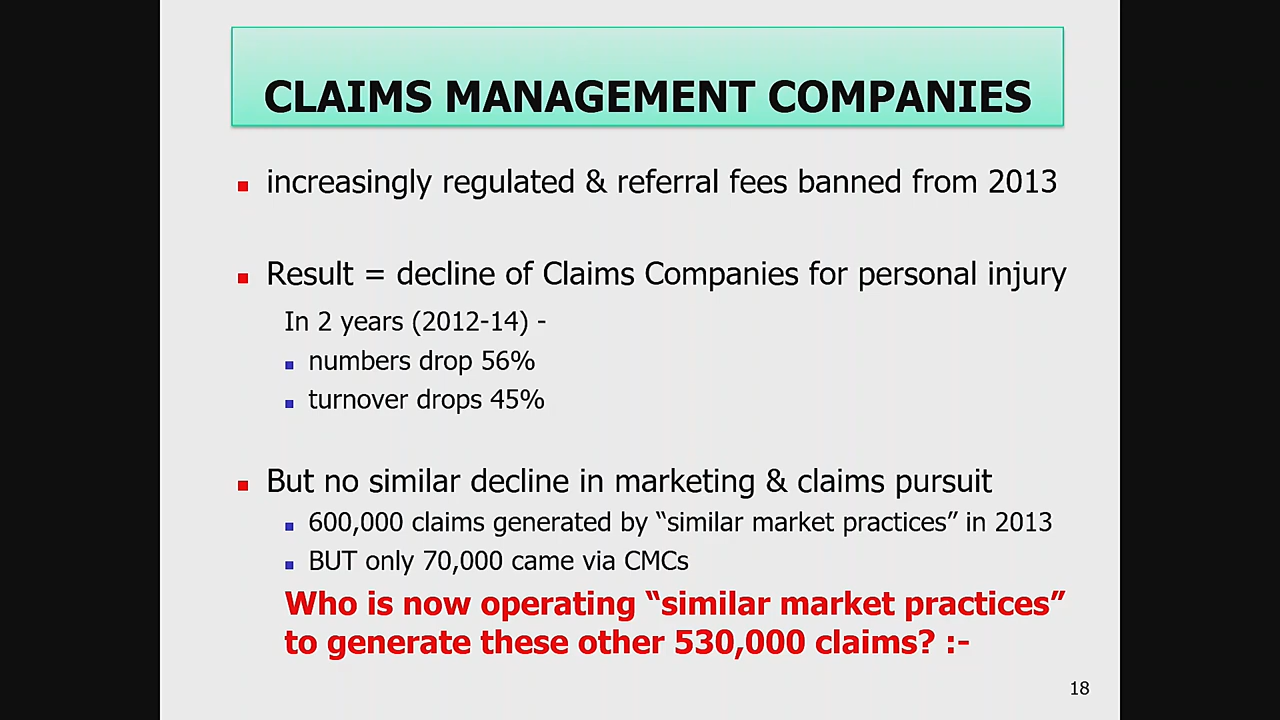 CLAIMS MANAGEMENT COMPANIES
increasingly regulated & referral fees banned from 2013
Result = decline of Claims Companies for personal injury
In 2 years (2012-14) -
numbers drop 56%
turnover drops 45%
But no similar decline in marketing & claims pursuit
600,000 claims generated by “similar market practices” in 2013
BUT only 70,000 came via CMCs
Who is now operating “similar market practices”
to generate these other 530,000 claims? :-
18